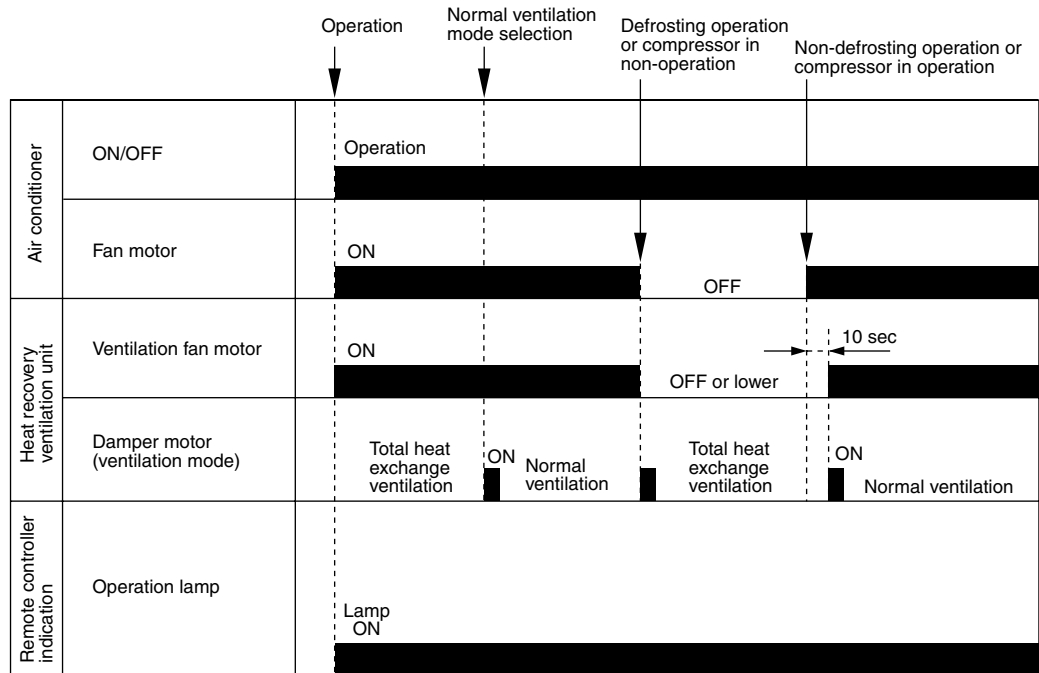 Operation
Normal ventilation
mode selection
Defrosting operation
or compressor in
non-operation
Non-defrosting operation or
compressor in operation
Air conditioner
ON/OFF
Operation
Fan motor
ON
OFF
Heat recovery
ventilation unit
Ventilation fan motor
ON
OFF or lower
10 sec
Damper motor
(ventilation mode)
Total heat
exchange
ventilation
ON
Normal
ventilation
Total heat
exchange
ventilation
ON
Normal ventilation
Remote controller
indication
Operation lamp
Lamp
ON